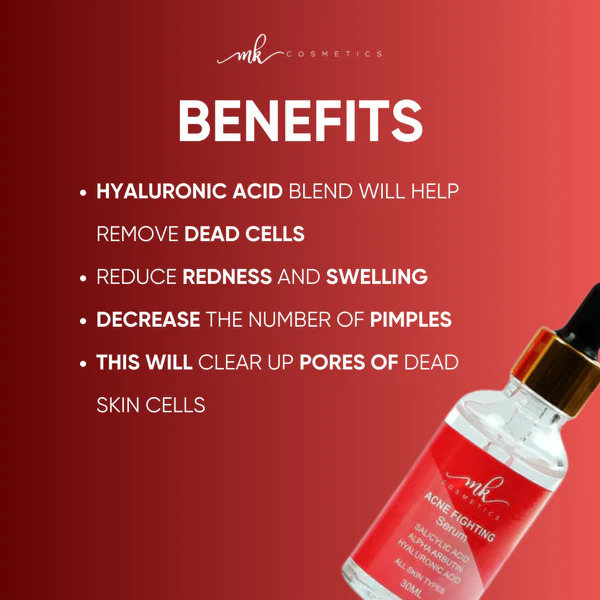 mk COSMETICS
BENEFITS
• HYALURONIC ACID BLEND WILL HELP
REMOVE DEAD CELLS
• REDUCE REDNESS AND SWELLING
• DECREASE THE NUMBER OF PIMPLES
• THIS WILL CLEAR UP PORES OF DEAD
SKIN CELLS
mk
COSMETICS
ACNE FIGHTING
Serum
SALICYLIC ACID
ALPHA ARBUTIN
HYALURONIC ACID
ALL SKIN TYPES
30ML